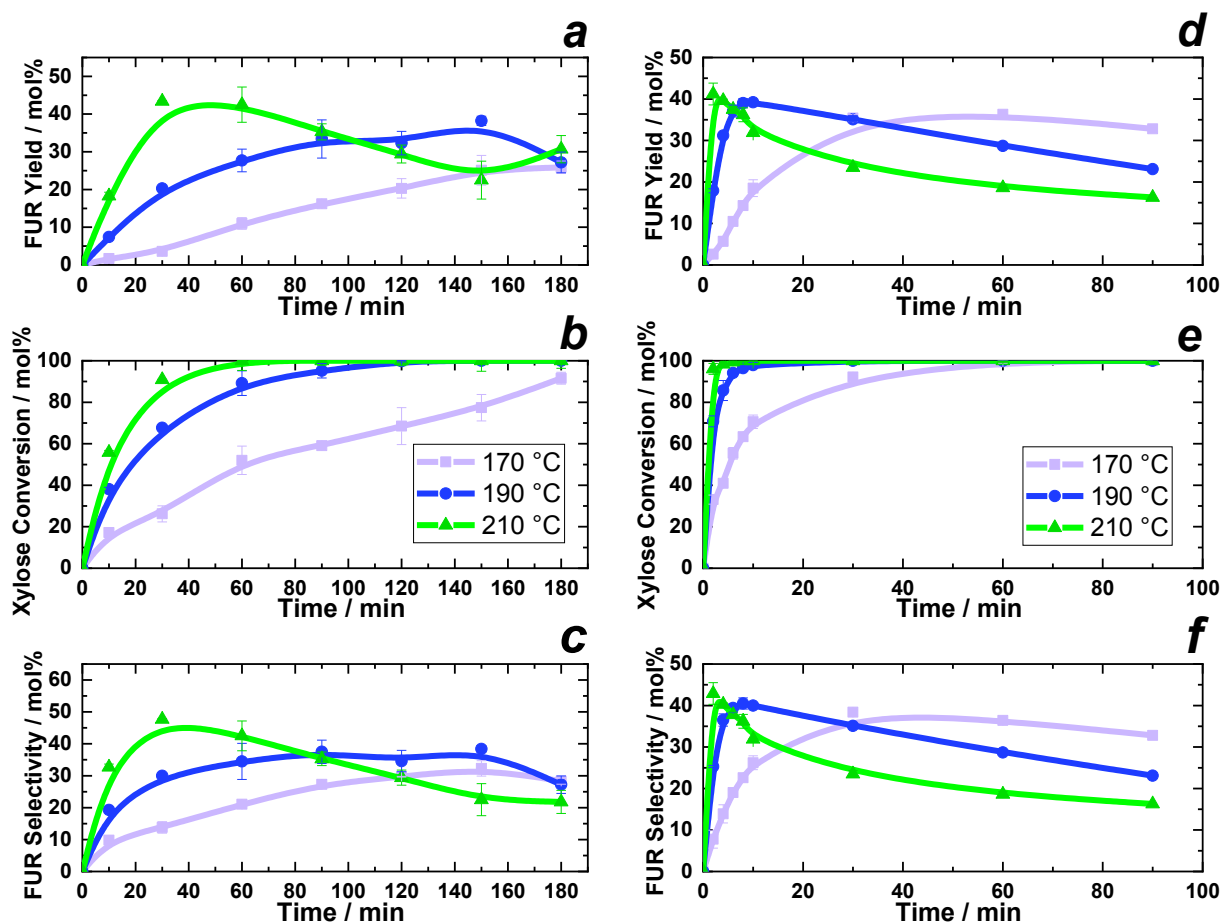 a
FUR Yield / mol%
50
40
30
20
10
0
0 20 40 60 80 100 120 140 160 180
Time / min
d
FUR Yield / mol%
50
40
30
20
10
0
0 20 40 60 80 100
Time / min
b
Xylose Conversion / mol%
100
80
60
40
20
0
170 °C
190 °C
210 °C
0 20 40 60 80 100 120 140 160 180
Time / min
e
Xylose Conversion / mol%
100
80
60
40
20
0
170 °C
190 °C
210 °C
0 20 40 60 80 100
Time / min
c
FUR Selectivity / mol%
60
50
40
30
20
10
0
0 20 40 60 80 100 120 140 160 180
Time / min
f
FUR Selectivity / mol%
50
40
30
20
10
0
0 20 40 60 80 100
Time / min